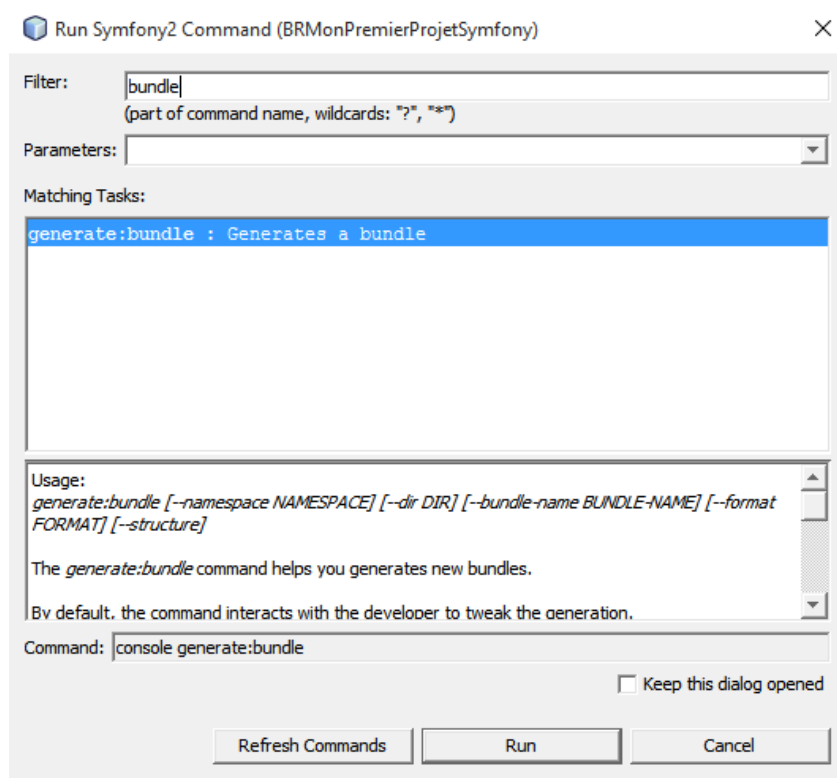 Run Symfony2 Command (BRMonPremierProjetSymfony)
Filter:
bundle
(part of command name, wildcards: "?", "*")
Parameters:
Matching Tasks:
generate:bundle : Generates a bundle
Usage:
generate:bundle [--namespace NAMESPACE] [--dir DIR] [--bundle-name BUNDLE-NAME] [--format
FORMAT] [--structure]
The generate:bundle command helps you generates new bundles.
By default, the command interacts with the developer to tweak the generation.
Command: console generate:bundle
Keep this dialog opened
Refresh Commands Run Cancel